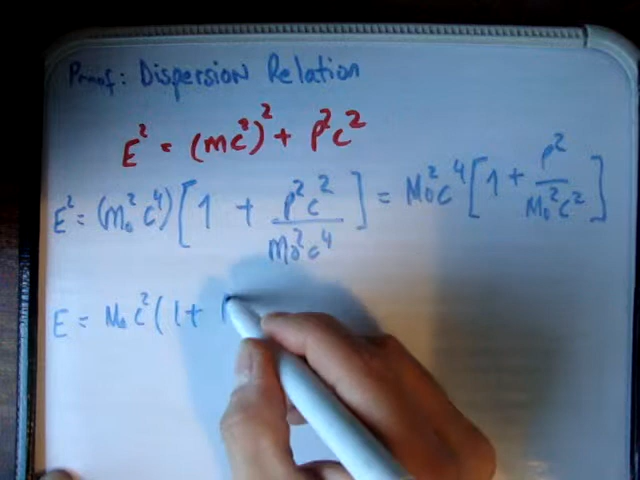 Proof: Dispersion Relation
E² = (mc²)² + p²c²
E² = (m₀²c⁴)[1 + p²c²/m₀²c⁴] = M₀²c⁴[1 + p²/M₀²c²]
E = M₀c²(1 +